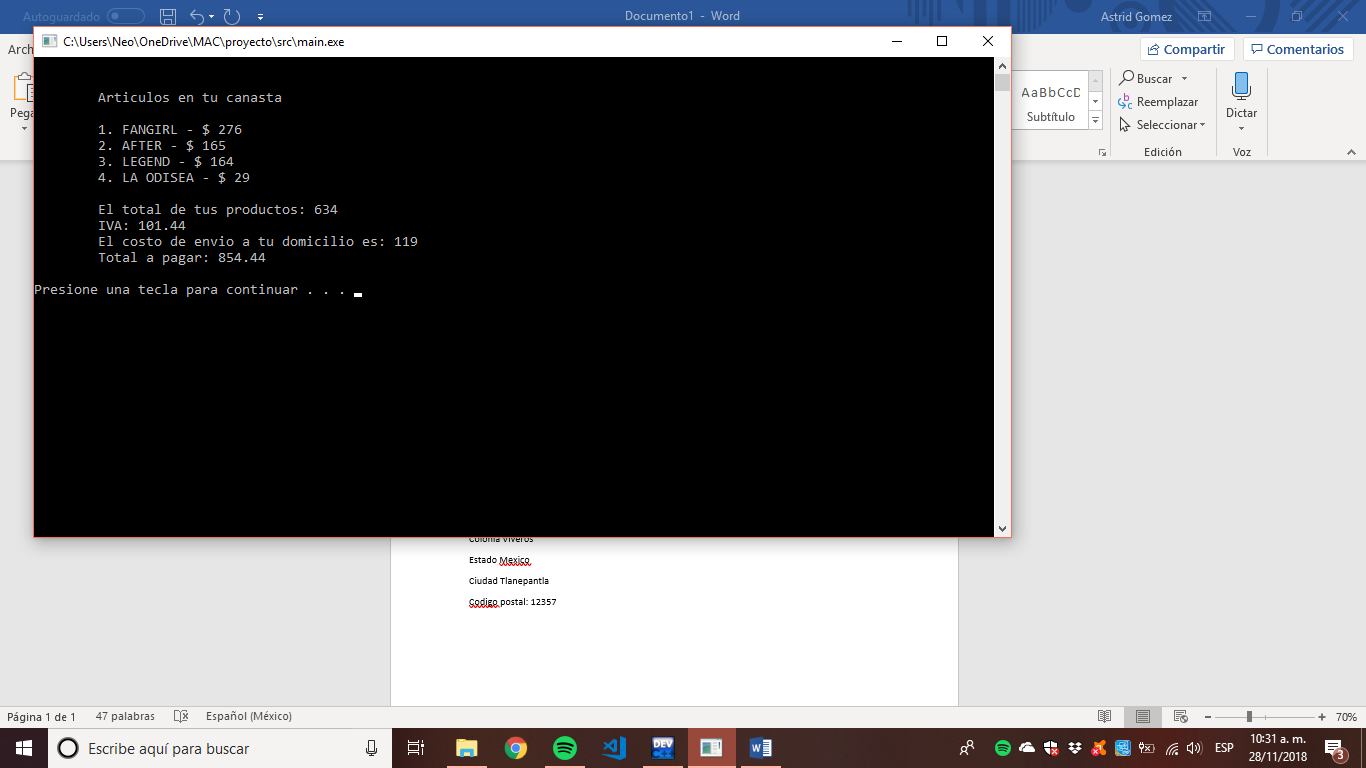 Autoguardado
Documento1 - Word
Astrid Gomez
C:\Users\Neo\OneDrive\MAC\proyecto\src\main.exe
Compartir
Comentarios
Articulos en tu canasta
1. FANGIRL - $ 276
2. AFTER - $ 165
3. LEGEND - $ 164
4. LA ODISEA - $ 29
El total de tus productos: 634
IVA: 101.44
El costo de envio a tu domicilio es: 119
Total a pagar: 854.44
Presione una tecla para continuar . . .
AaBbCcD
Subtítulo
Buscar
Reemplazar
Seleccionar
Edición
Dictar
Voz
Colonia Viveros
Estado Mexico
Ciudad Tlanepantla
Codigo postal: 12357
Página 1 de 1
47 palabras
Español (México)
70%
Escribe aquí para buscar
DEV
ESP
10:31 a. m.
28/11/2018
3